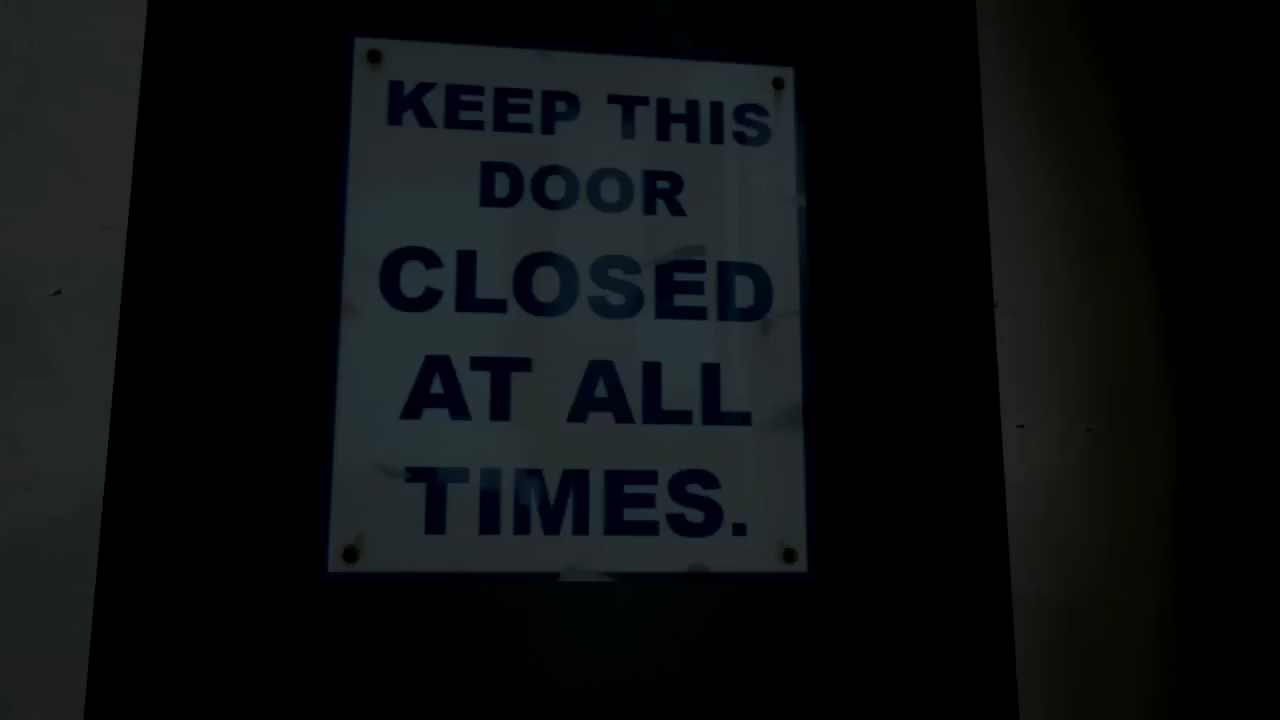 KEEP THIS
DOOR
CLOSED
AT ALL
TIMES.